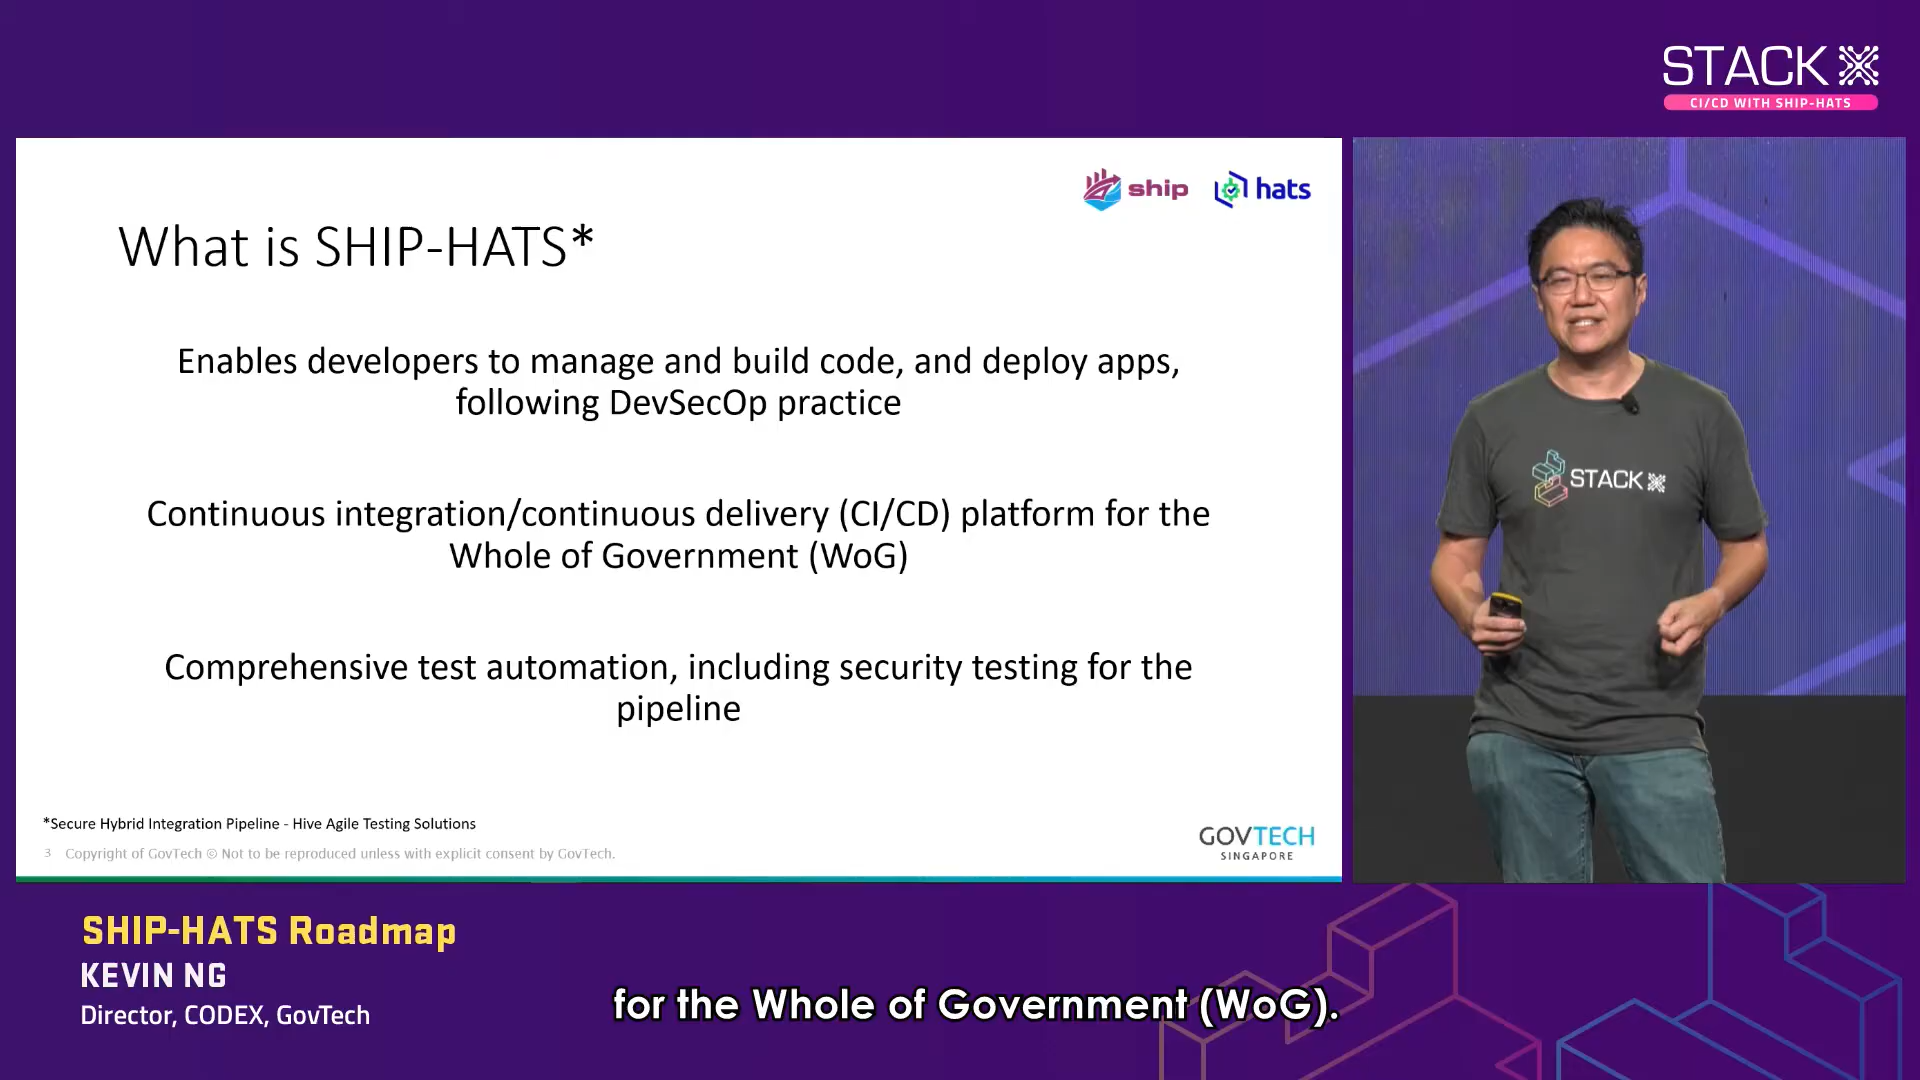 STACK X
CI/CD WITH SHIP-HATS
ship hats
What is SHIP-HATS*
Enables developers to manage and build code, and deploy apps,
following DevSecOp practice
Continuous integration/continuous delivery (CI/CD) platform for the
Whole of Government (WoG)
Comprehensive test automation, including security testing for the
pipeline
*Secure Hybrid Integration Pipeline - Hive Agile Testing Solutions
3 Copyright of GovTech © Not to be reproduced unless with explicit consent by GovTech.
GOVTECH
SINGAPORE
STACK X
SHIP-HATS Roadmap
KEVIN NG
Director, CODEX, GovTech
for the Whole of Government (WoG).